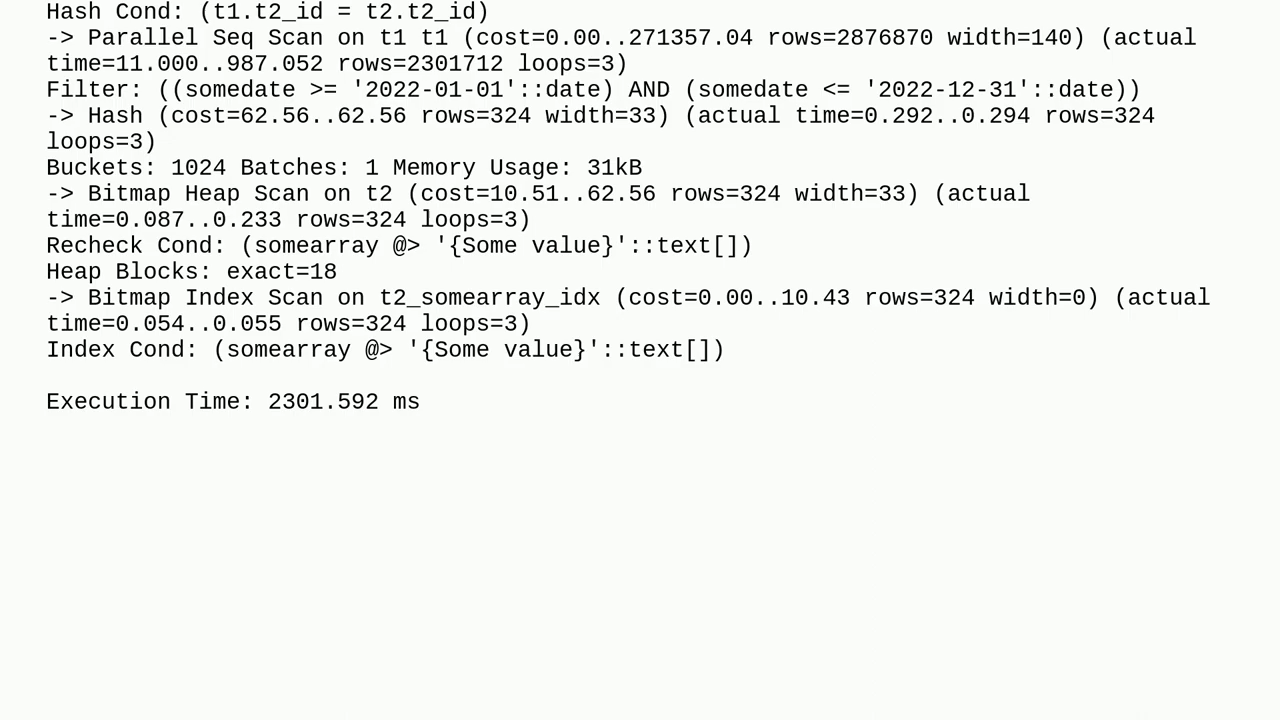 Hash Cond: (t1.t2_id = t2.t2_id)
-> Parallel Seq Scan on t1 t1 (cost=0.00..271357.04 rows=2876870 width=140) (actual
time=11.000..987.052 rows=2301712 loops=3)
Filter: ((somedate >= '2022-01-01'::date) AND (somedate <= '2022-12-31'::date))
-> Hash (cost=62.56..62.56 rows=324 width=33) (actual time=0.292..0.294 rows=324
loops=3)
Buckets: 1024 Batches: 1 Memory Usage: 31kB
-> Bitmap Heap Scan on t2 (cost=10.51..62.56 rows=324 width=33) (actual
time=0.087..0.233 rows=324 loops=3)
Recheck Cond: (somearray @> '{Some value}'::text[])
Heap Blocks: exact=18
-> Bitmap Index Scan on t2_somearray_idx (cost=0.00..10.43 rows=324 width=0) (actual
time=0.054..0.055 rows=324 loops=3)
Index Cond: (somearray @> '{Some value}'::text[])
Execution Time: 2301.592 ms